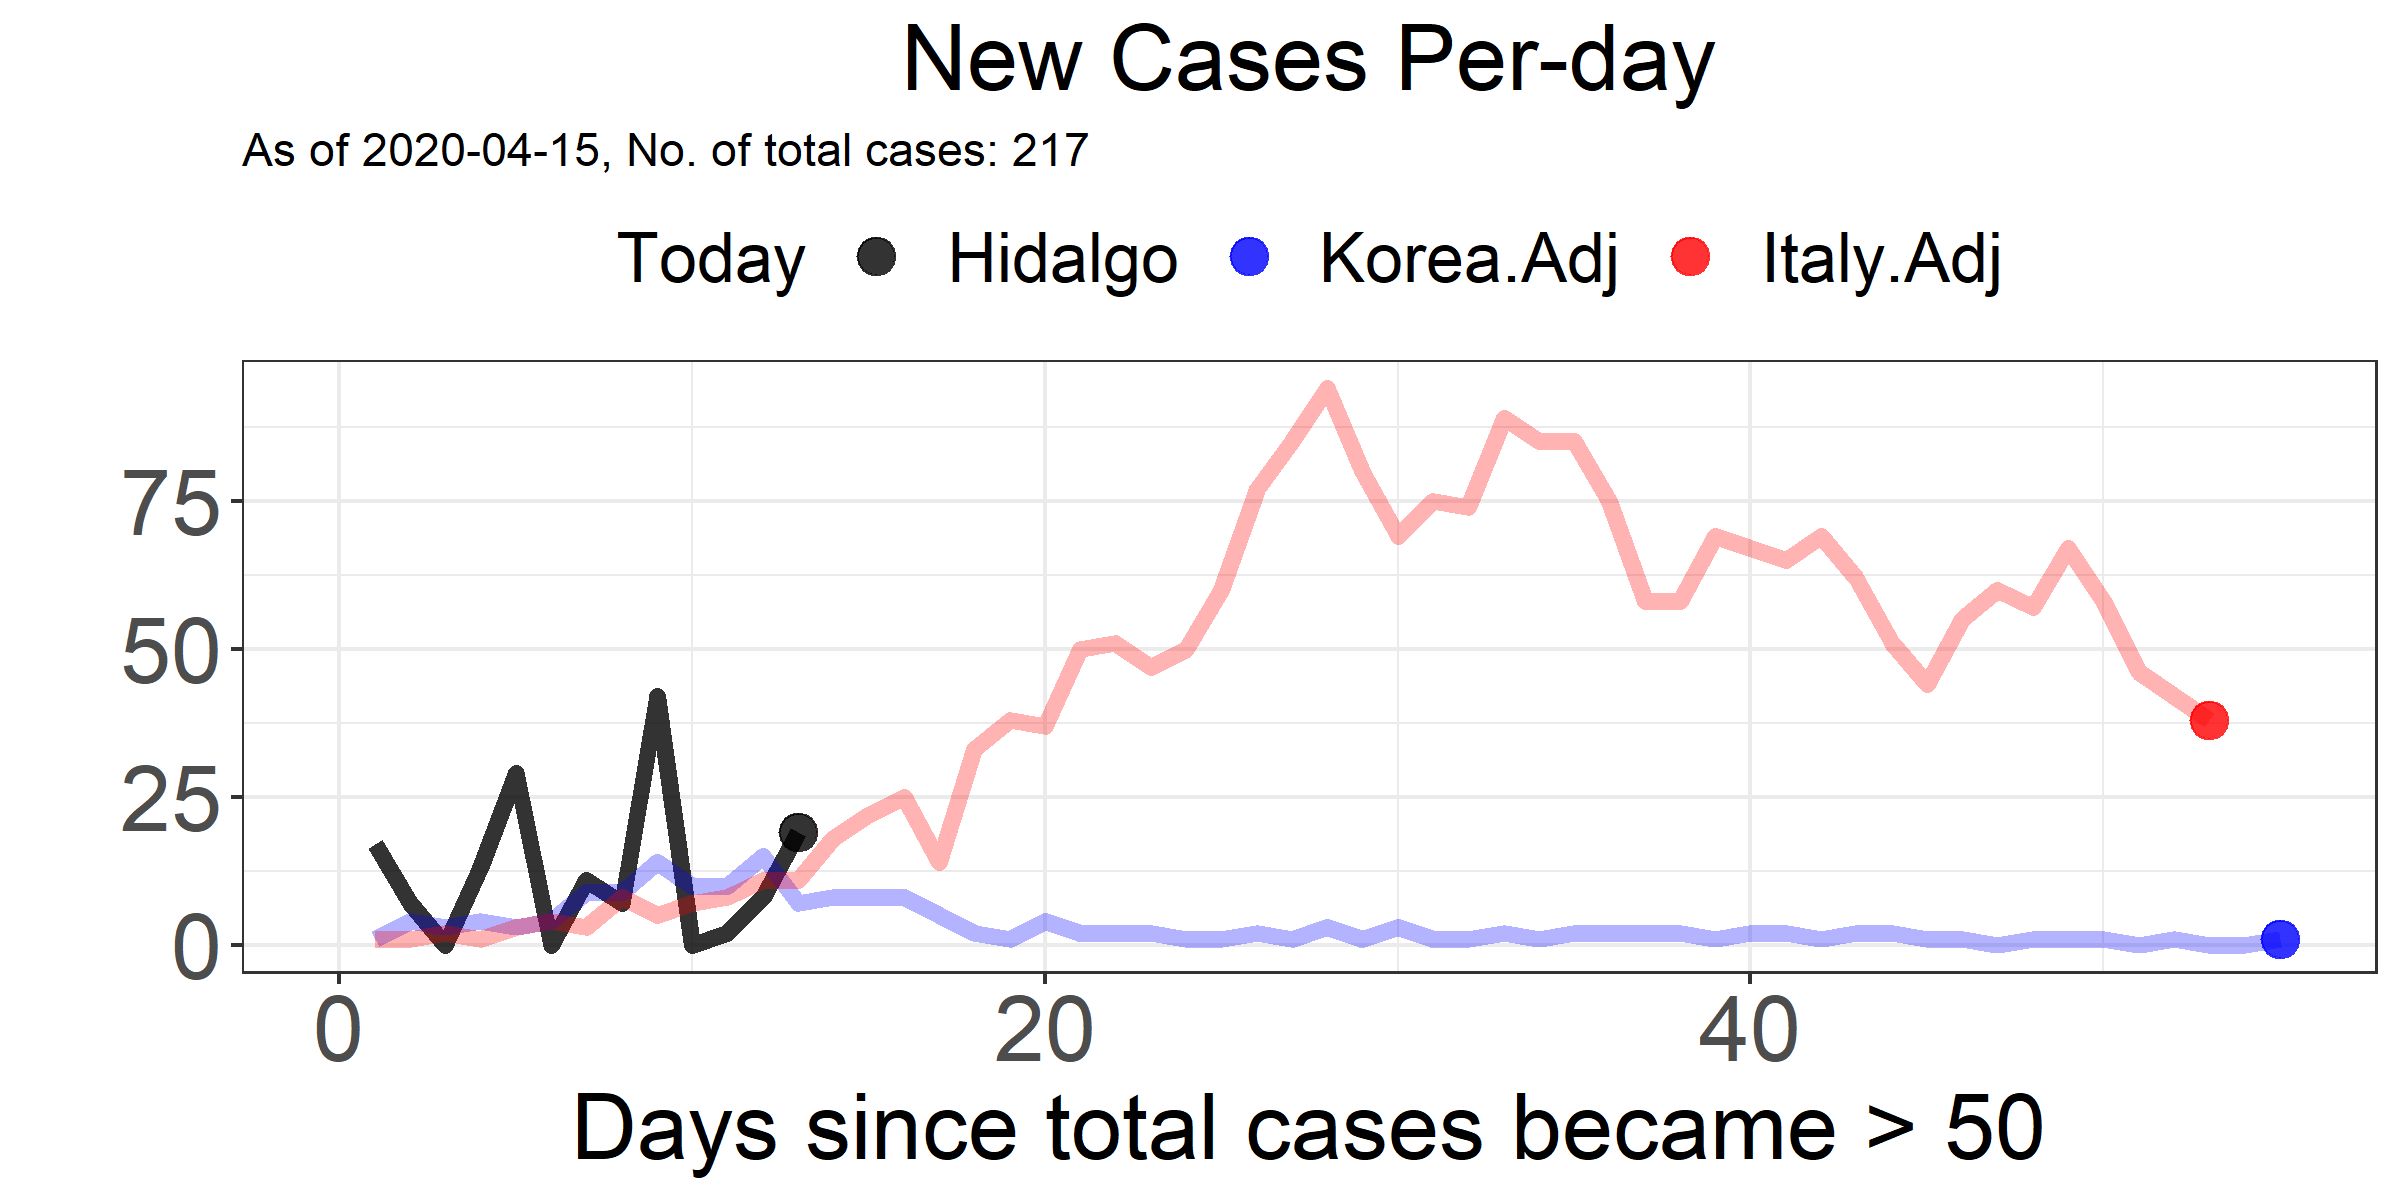 New Cases Per-day
As of 2020-04-15, No. of total cases: 217
Today Hidalgo Korea.Adj Italy.Adj
75
50
25
0
0 20 40
Days since total cases became > 50